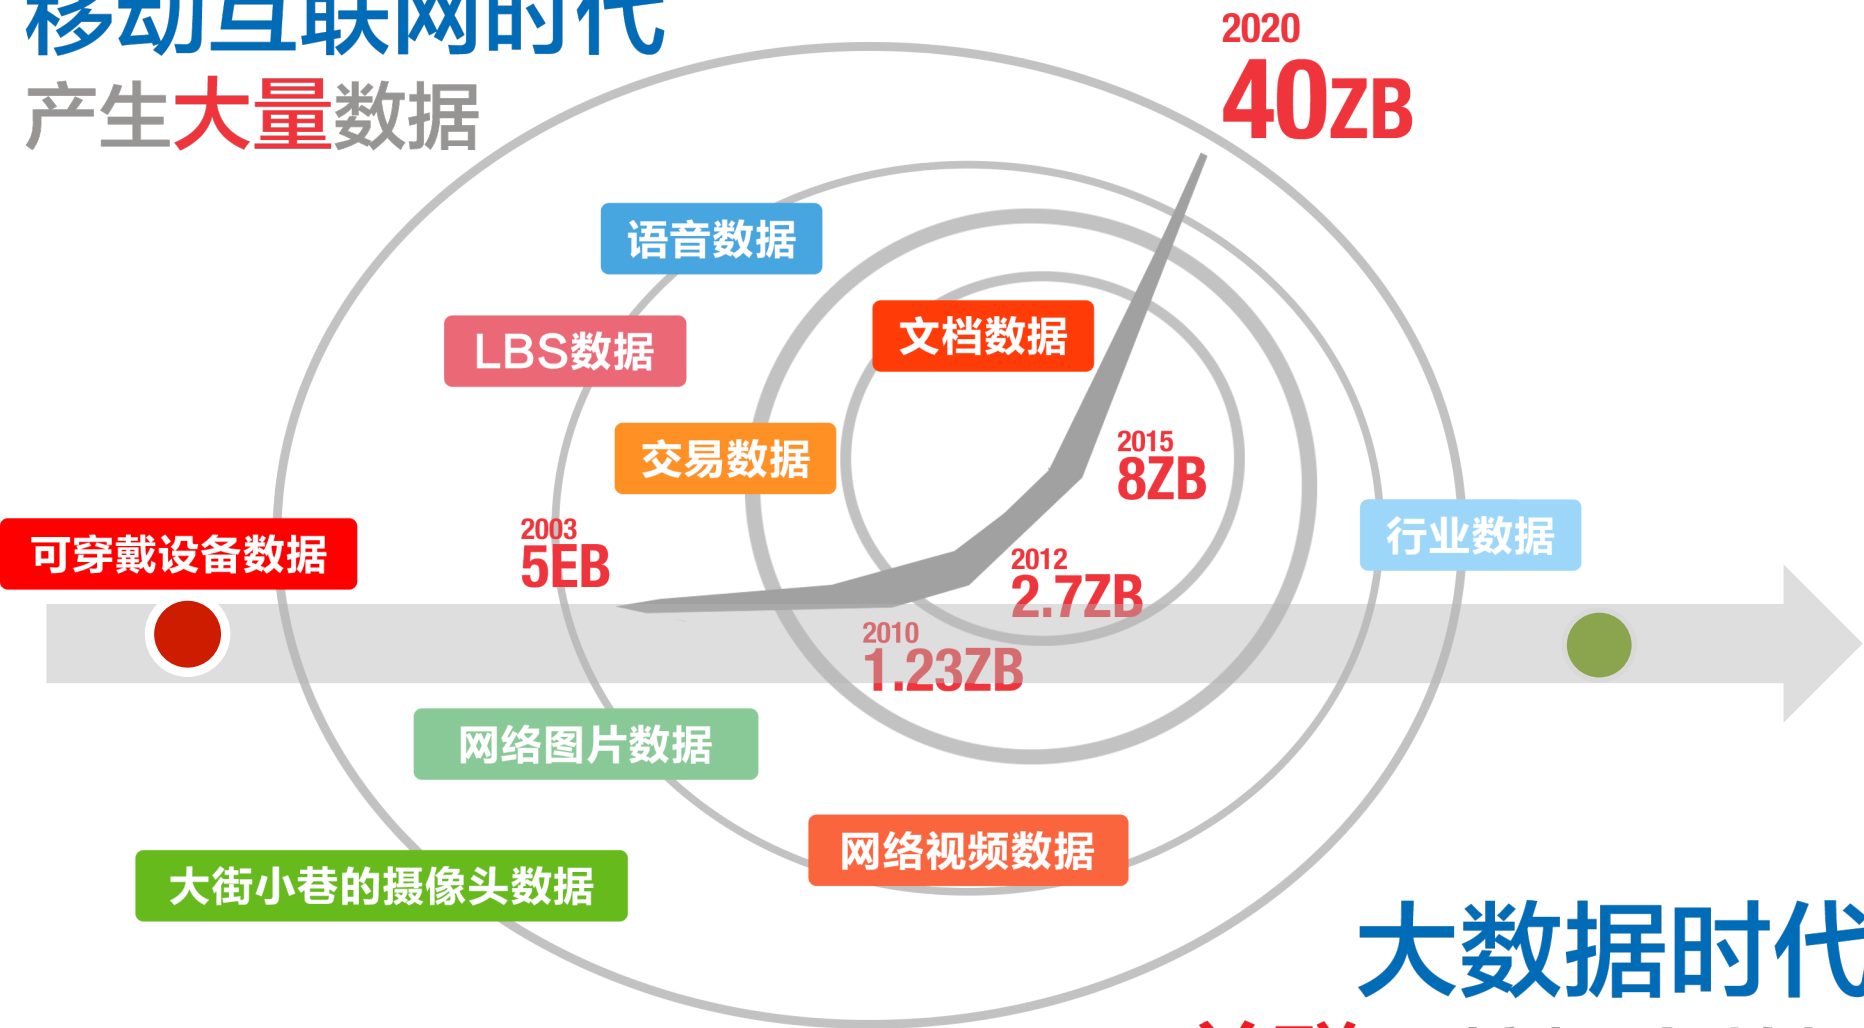 移动互联网时代
产生大量数据
2020
40ZB
语音数据
文档数据
LBS数据
交易数据
2015
8ZB
行业数据
可穿戴设备数据
2003
5EB
2012
2.7ZB
2010
1.23ZB
网络图片数据
网络视频数据
大街小巷的摄像头数据
大数据时代